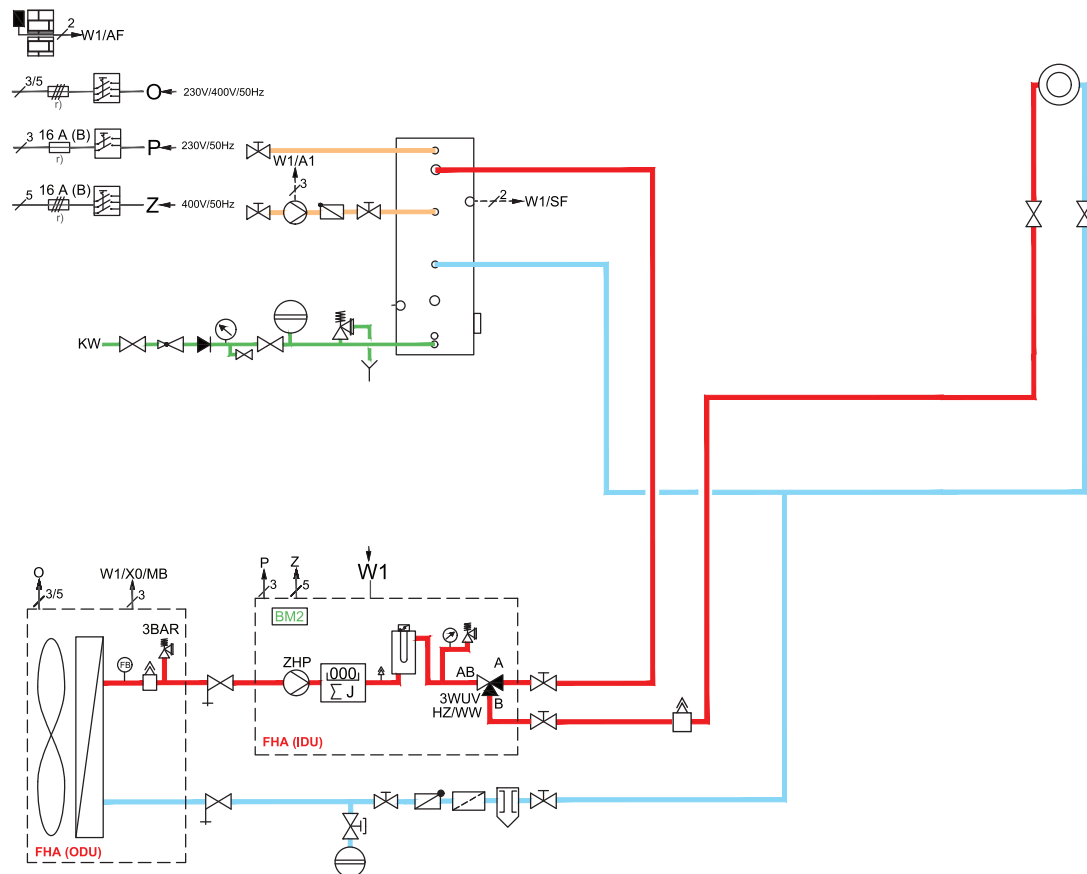 2
W1/AF
3/5
r)
O
230V/400V/50Hz
3
16 A (B)
r)
P
230V/50Hz
5
16 A (B)
r)
Z
400V/50Hz
W1/A1
3
2
W1/SF
KW
O
3/5
W1/X0/MB
3
P
3
Z
5
W1
BM2
3BAR
FB
ZHP
000
∑ J
AB
A
B
3WUV
HZ/WW
FHA (IDU)
FHA (ODU)